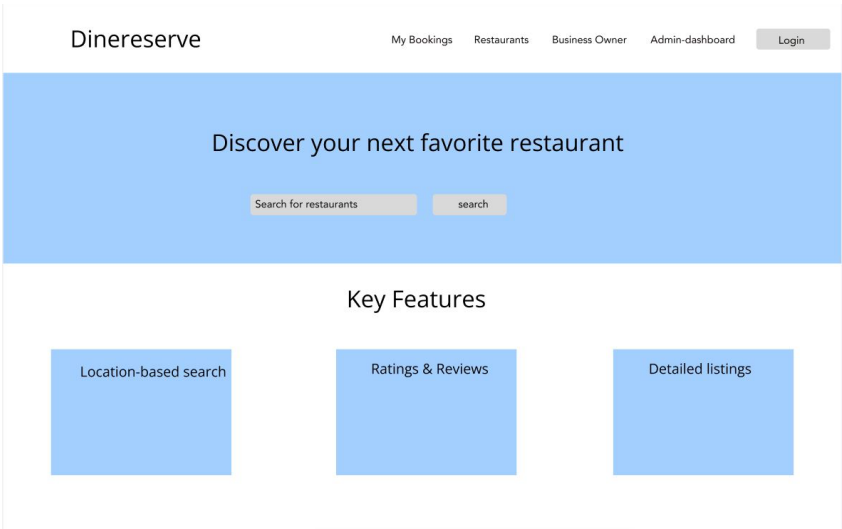 Dinereserve
My Bookings Restaurants Business Owner Admin-dashboard Login
Discover your next favorite restaurant
Search for restaurants search
Key Features
Location-based search Ratings & Reviews Detailed listings